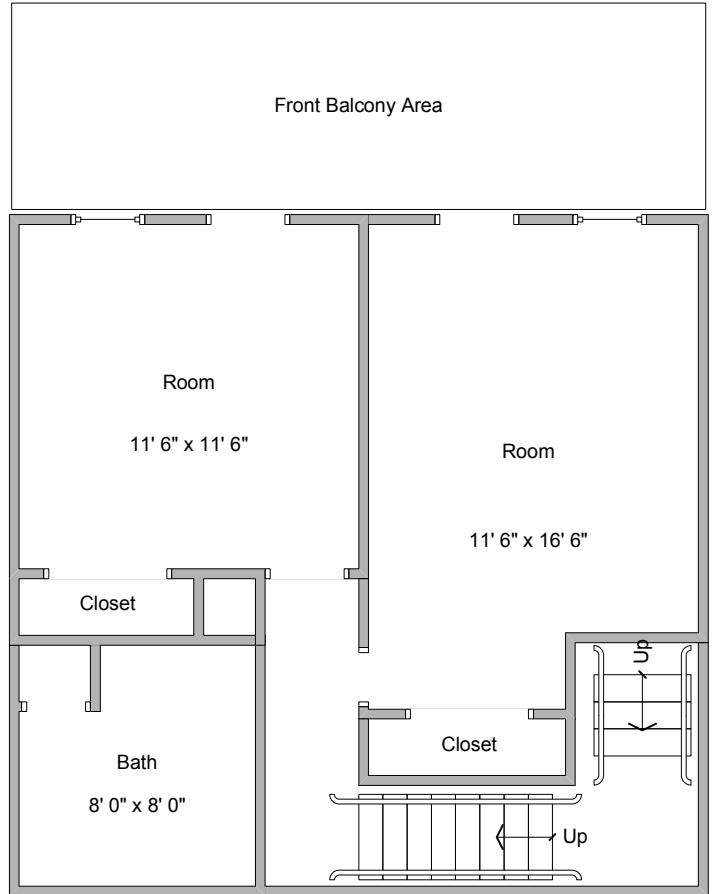 Front Balcony Area
Room
11' 6" x 11' 6"
Room
11' 6" x 16' 6"
Closet
Up
Closet
Bath
8' 0" x 8' 0"
Up